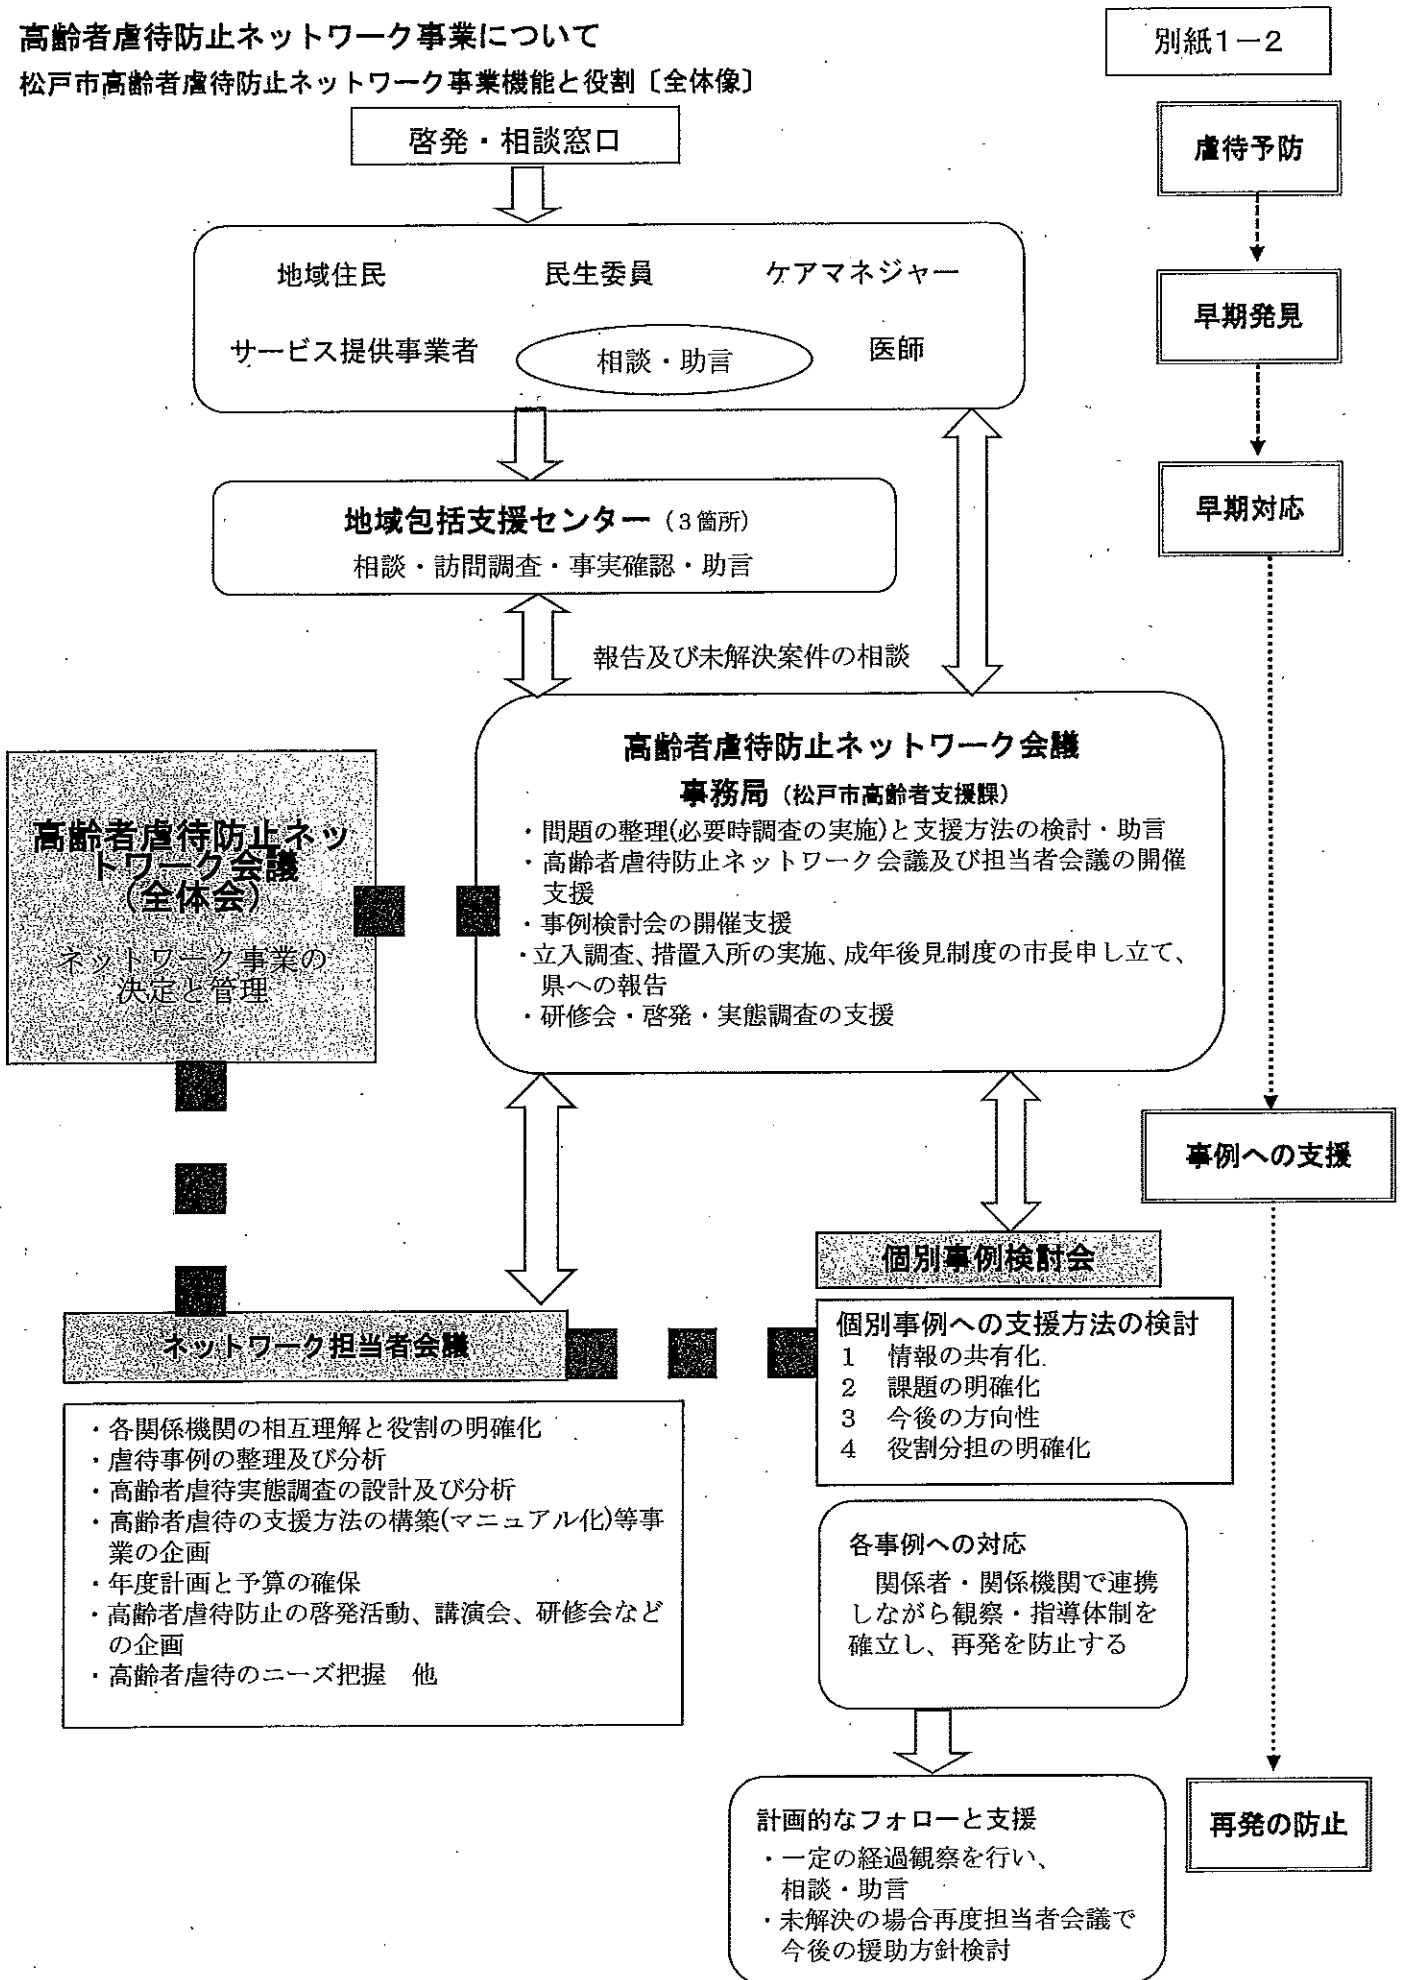 高齢者虐待防止ネットワーク事業について
別紙1－2
松戸市高齢者虐待防止ネットワーク事業機能と役割〔全体像〕
啓発・相談窓口
地域住民 民生委員 ケアマネジャー
サービス提供事業者 相談・助言 医師
地域包括支援センター（3箇所）
相談・訪問調査・事実確認・助言
報告及び未解決案件の相談
高齢者虐待防止ネットワーク会議
事務局（松戸市高齢者支援課）
・問題の整理(必要時調査の実施)と支援方法の検討・助言
・高齢者虐待防止ネットワーク会議及び担当者会議の開催
支援
・事例検討会の開催支援
・立入調査、措置入所の実施、成年後見制度の市長申し立て、
県への報告
・研修会・啓発・実態調査の支援
高齢者虐待防止ネッ
トワーク会議
（全体会）
ネットワーク事業の
決定と管理
ネットワーク担当者会議
・各関係機関の相互理解と役割の明確化
・虐待事例の整理及び分析
・高齢者虐待実態調査の設計及び分析
・高齢者虐待の支援方法の構築(マニュアル化)等事
業の企画
・年度計画と予算の確保
・高齢者虐待防止の啓発活動、講演会、研修会など
の企画
・高齢者虐待のニーズ把握　他
個別事例検討会
個別事例への支援方法の検討
1　情報の共有化
2　課題の明確化
3　今後の方向性
4　役割分担の明確化
各事例への対応
関係者・関係機関で連携
しながら観察・指導体制を
確立し、再発を防止する
計画的なフォローと支援
・一定の経過観察を行い、
相談・助言
・未解決の場合再度担当者会議で
今後の援助方針検討
虐待予防
早期発見
早期対応
事例への支援
再発の防止